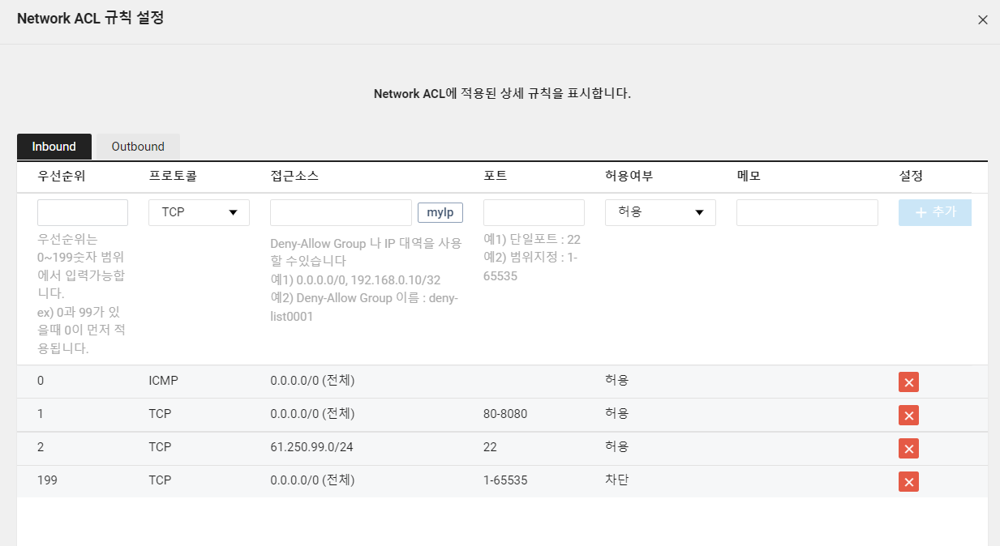 Network ACL 규칙 설정
Network ACL에 적용된 상세 규칙을 표시합니다.
Inbound Outbound
우선순위 프로토콜 접근소스 포트 허용여부 메모 설정
TCP myIp 허용 + 추가
우선순위는
0~199숫자 범위
에서 입력가능합
니다.
ex) 0과 99가 있
을때 0이 먼저 적
용됩니다.
Deny-Allow Group 나 IP 대역을 사용
할 수있습니다
예1) 0.0.0.0/0, 192.168.0.10/32
예2) Deny-Allow Group 이름 : deny-
list0001
예1) 단일포트 : 22
예2) 범위지정 : 1-
65535
0 ICMP 0.0.0.0/0 (전체) 허용
1 TCP 0.0.0.0/0 (전체) 80-8080 허용
2 TCP 61.250.99.0/24 22 허용
199 TCP 0.0.0.0/0 (전체) 1-65535 차단